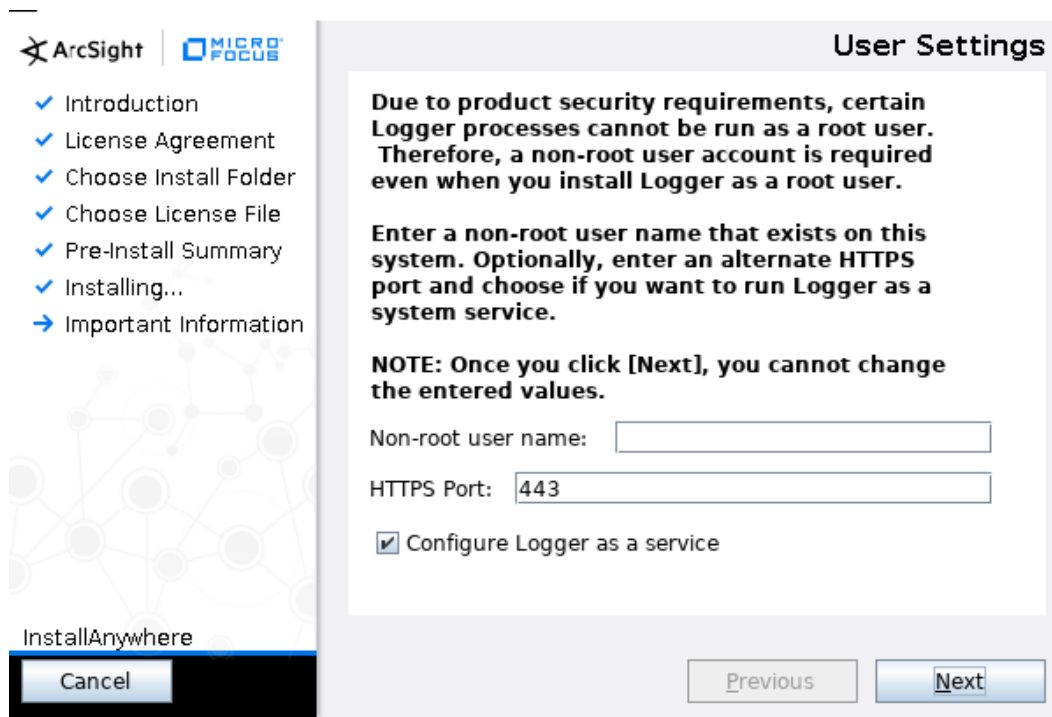 ArcSight
MICRO
FOCUS
User Settings
Introduction
License Agreement
Choose Install Folder
Choose License File
Pre-Install Summary
Installing...
Important Information
Due to product security requirements, certain
Logger processes cannot be run as a root user.
Therefore, a non-root user account is required
even when you install Logger as a root user.
Enter a non-root user name that exists on this
system. Optionally, enter an alternate HTTPS
port and choose if you want to run Logger as a
system service.
NOTE: Once you click [Next], you cannot change
the entered values.
Non-root user name:
HTTPS Port: 443
Configure Logger as a service
InstallAnywhere
Cancel
Previous
Next